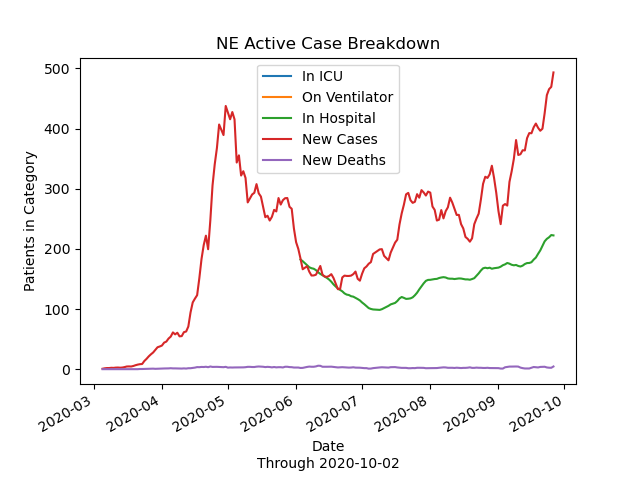 NE Active Case Breakdown
In ICU
On Ventilator
In Hospital
New Cases
New Deaths
Patients in Category
500
400
300
200
100
0
2020-03
2020-04
2020-05
2020-06
2020-07
2020-08
2020-09
2020-10
Date
Through 2020-10-02